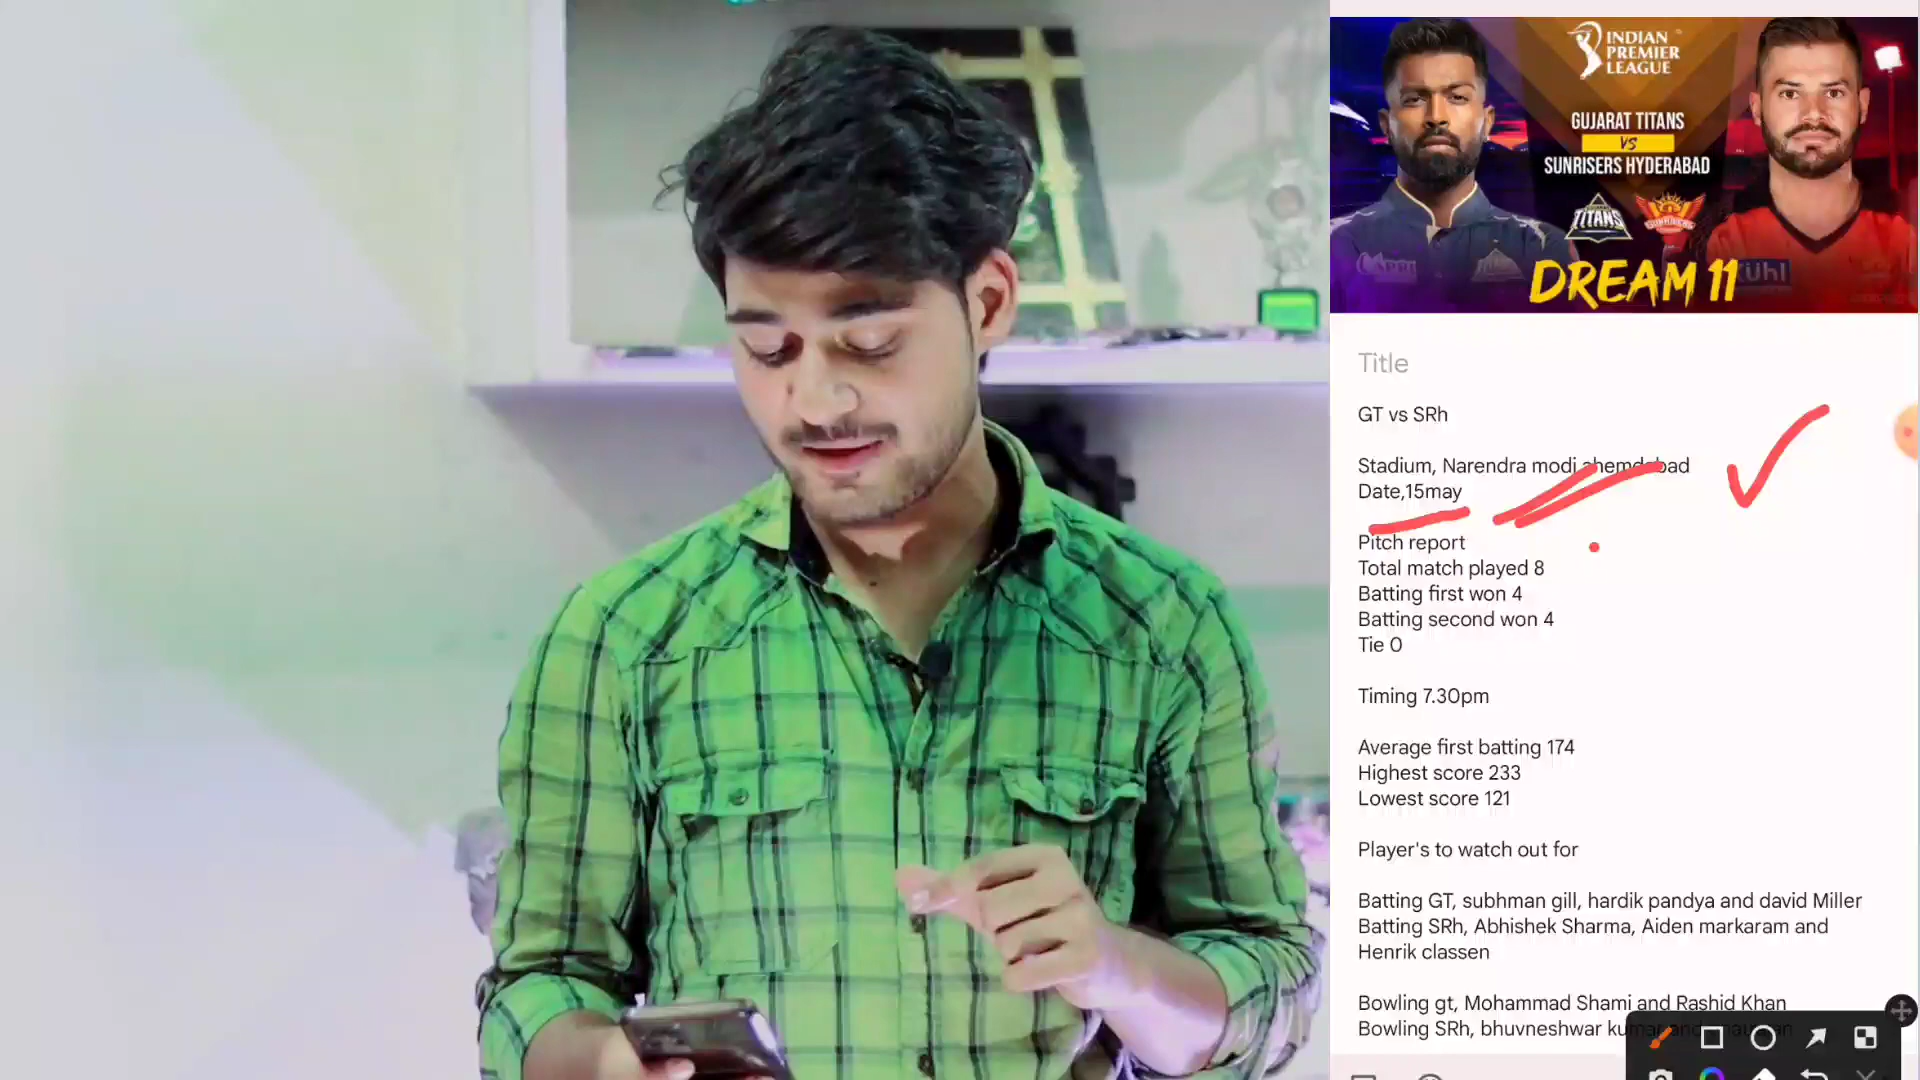 INDIAN
PREMIER
LEAGUE
GUJARAT TITANS
VS
SUNRISERS HYDERABAD
TITANS
SUNRISERS
DREAM 11
Title
GT vs SRh
Stadium, Narendra modi ahemdabad
Date,15may
Pitch report
Total match played 8
Batting first won 4
Batting second won 4
Tie 0
Timing 7.30pm
Average first batting 174
Highest score 233
Lowest score 121
Player's to watch out for
Batting GT, subhman gill, hardik pandya and david Miller
Batting SRh, Abhishek Sharma, Aiden markaram and
Henrik classen
Bowling gt, Mohammad Shami and Rashid Khan
Bowling SRh, bhuvneshwar kumar and